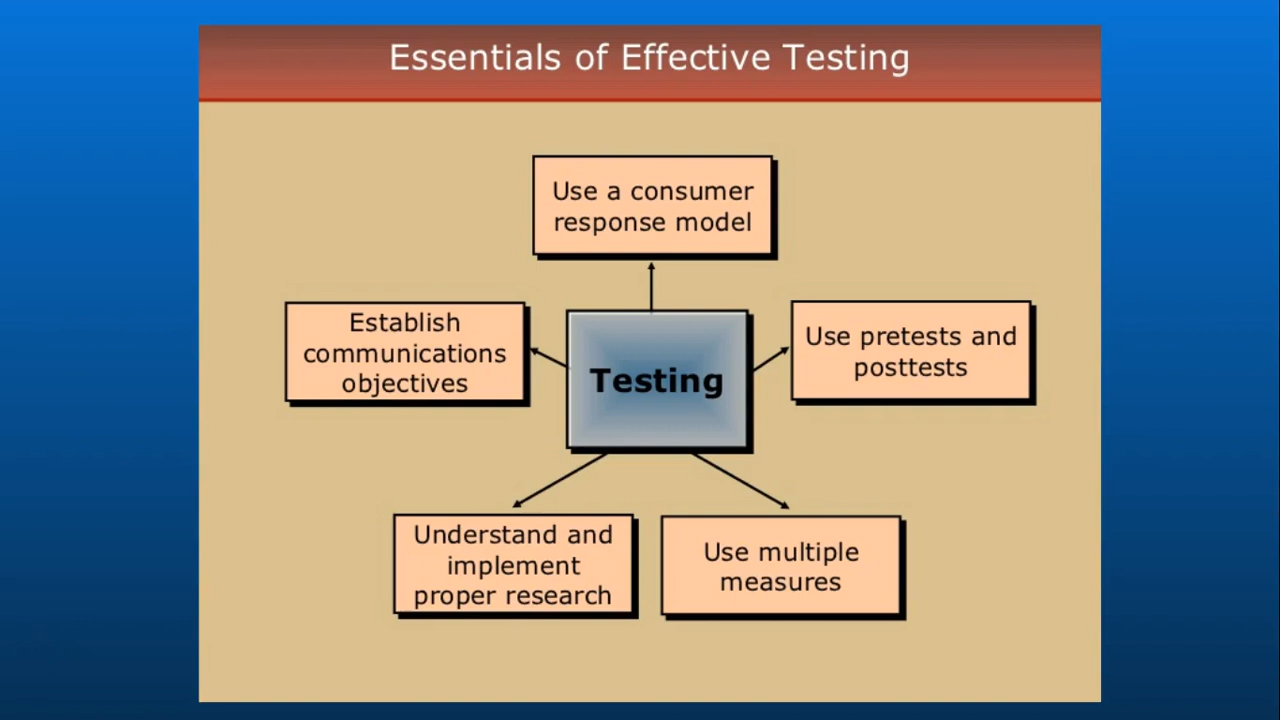 Essentials of Effective Testing
Use a consumer
response model
Establish
communications
objectives
Testing
Use pretests and
posttests
Understand and
implement
proper research
Use multiple
measures